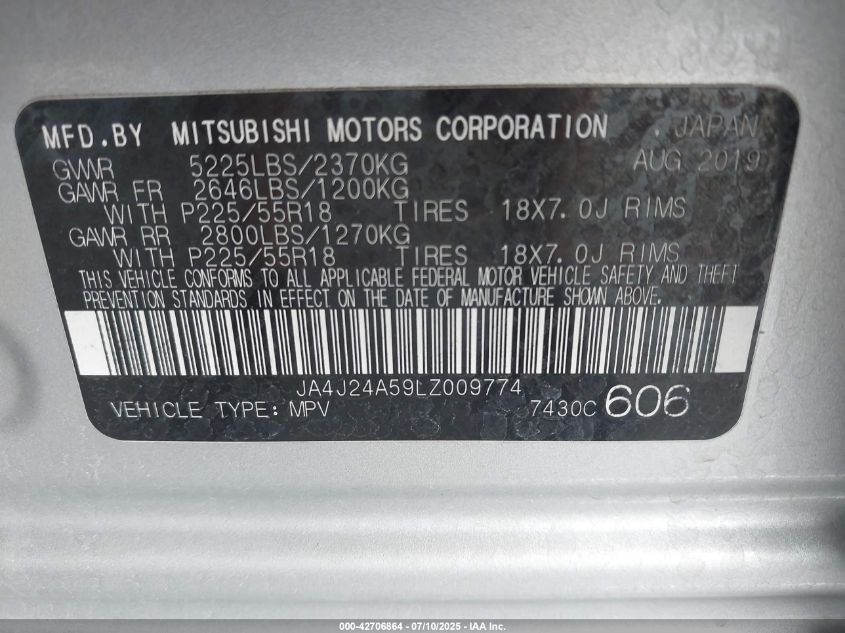 MFD.BY MITSUBISHI MOTORS CORPORATION , JAPAN
GVWR 5225LBS/2370KG AUG 2019
GAWR FR 2646LBS/1200KG
WITH P225/55R18 TIRES 18X7.0J RIMS
GAWR RR 2800LBS/1270KG
WITH P225/55R18 TIRES 18X7.0J RIMS
THIS VEHICLE CONFORMS TO ALL APPLICABLE FEDERAL MOTOR VEHICLE SAFETY AND THEFT
PREVENTION STANDARDS IN EFFECT ON THE DATE OF MANUFACTURE SHOWN ABOVE.
JA4J24A59LZ009774
VEHICLE TYPE: MPV 7430C 606
000-42706864 - 07/10/2025 - IAA Inc.